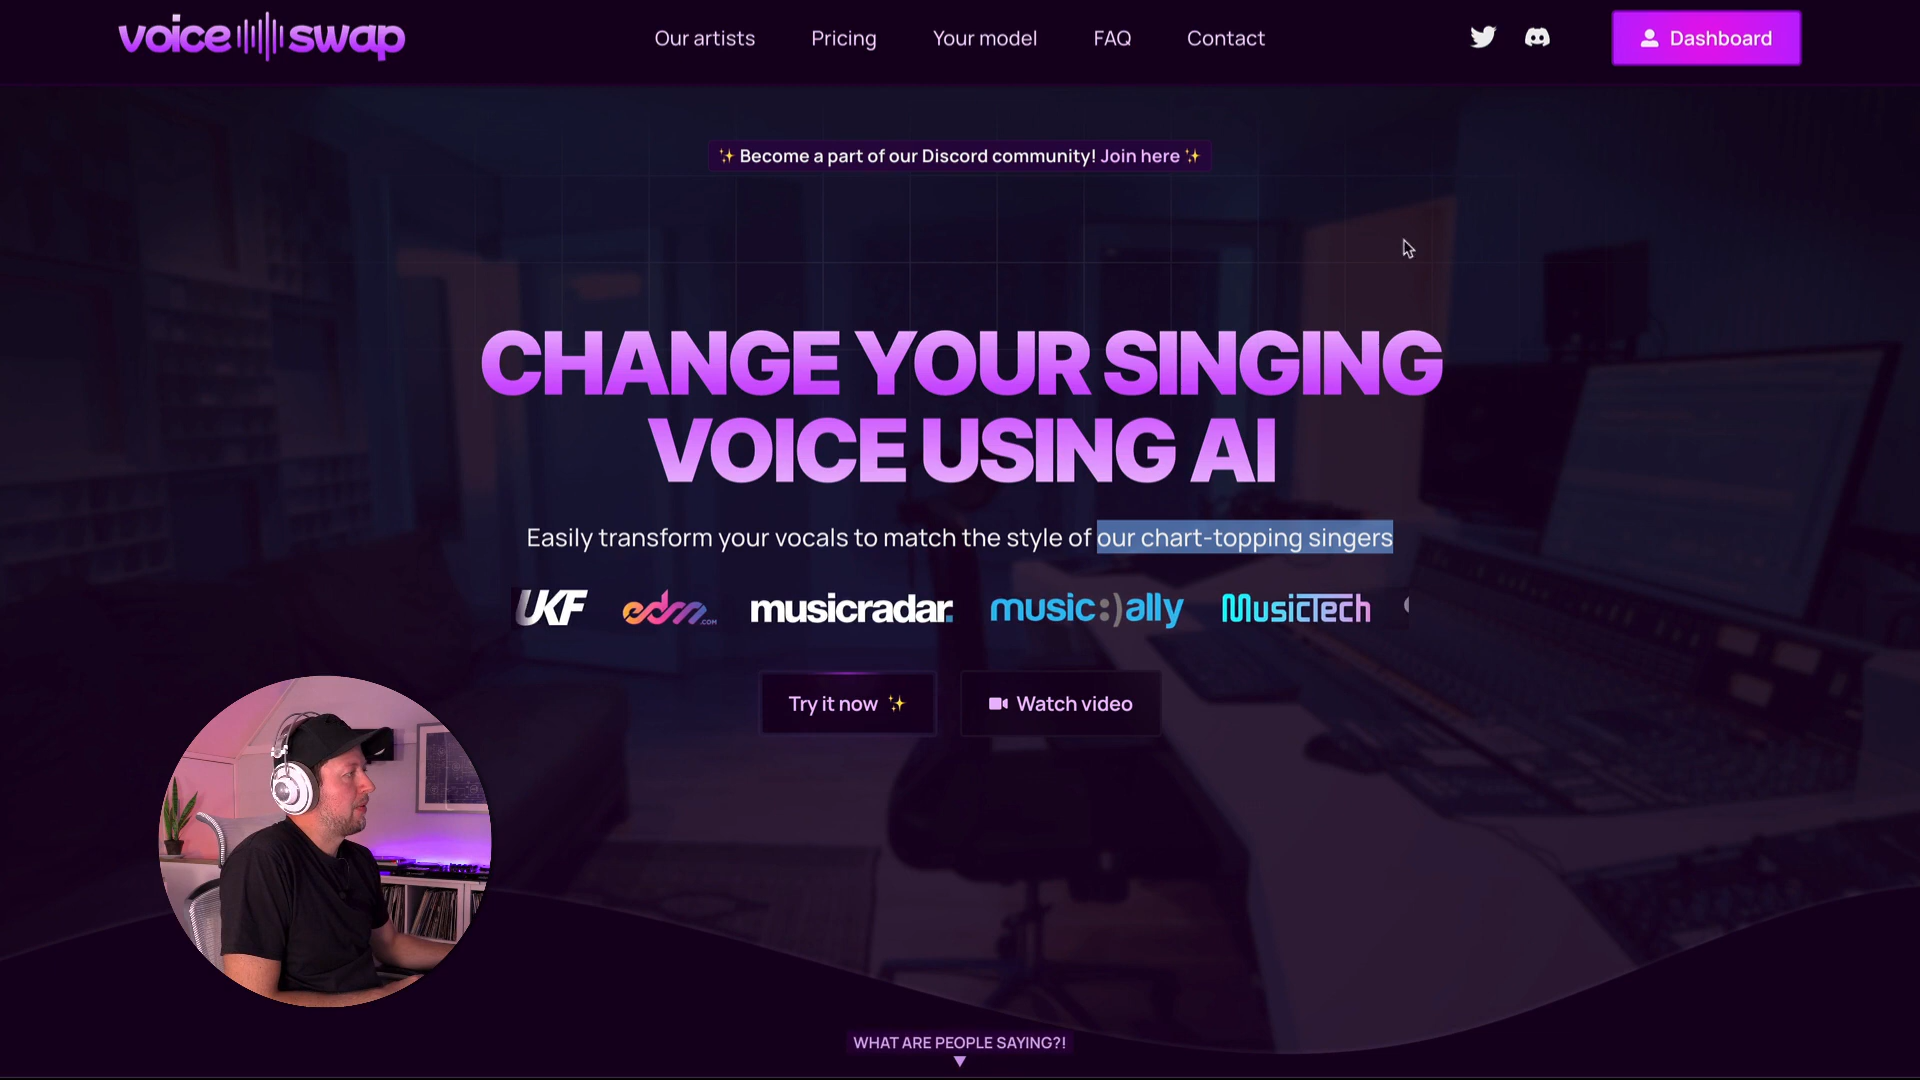 voice swap
Our artists
Pricing
Your model
FAQ
Contact
Dashboard
✨ Become a part of our Discord community! Join here ✨
CHANGE YOUR SINGING
VOICE USING AI
Easily transform your vocals to match the style of our chart-topping singers
UKF
edm.com
musicradar.
music:)ally
MusicTech
Try it now ✨
Watch video
WHAT ARE PEOPLE SAYING?!